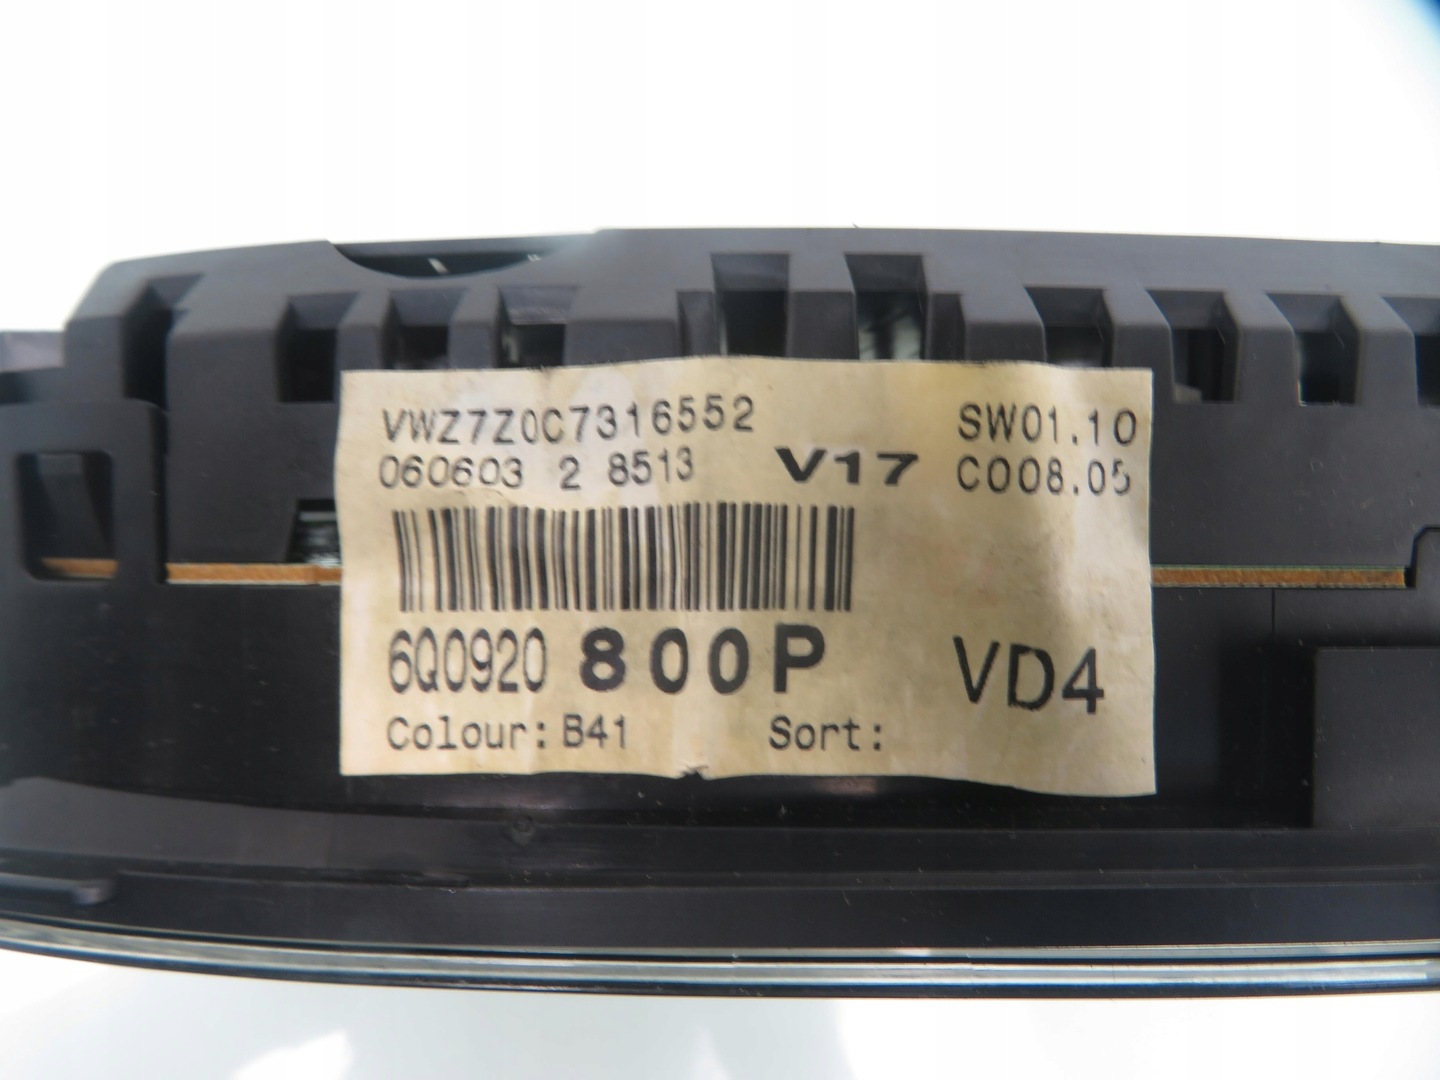 VWZ7Z0C7316552 SW01.10
060603 2 8513 V17 C008.05
6Q0920 800P VD4
Colour: B41 Sort: